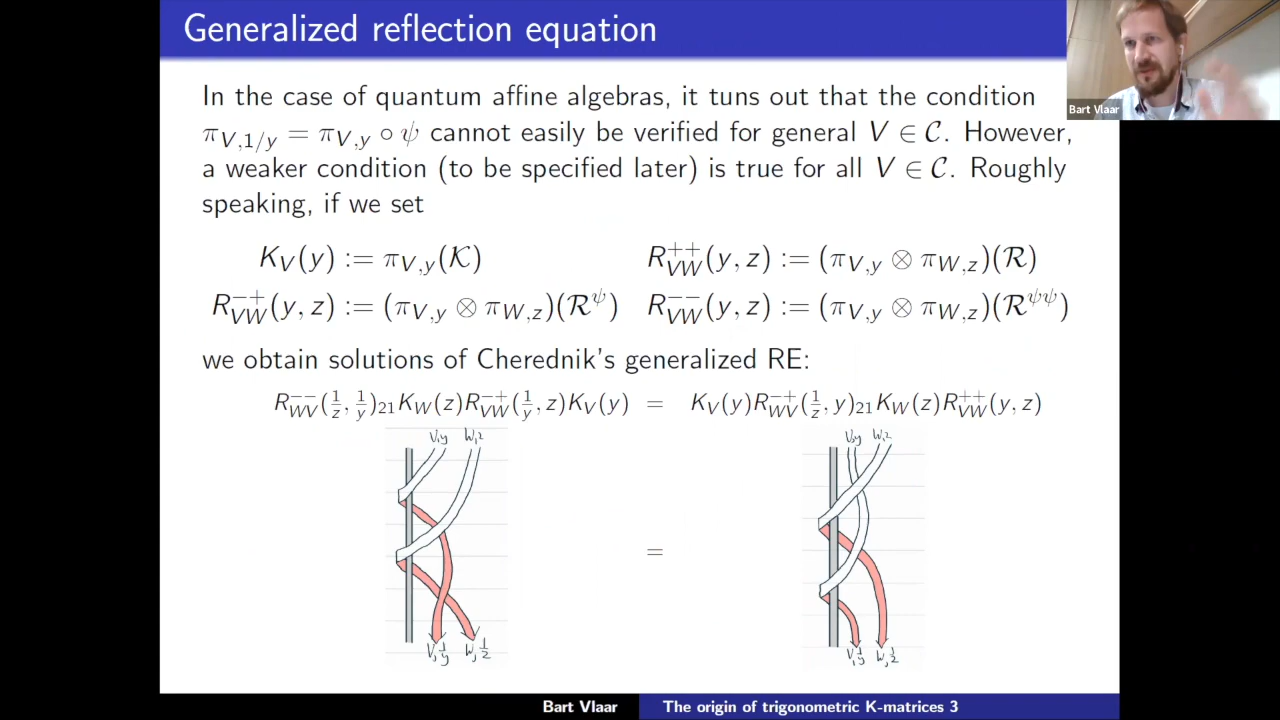 Generalized reflection equation
In the case of quantum affine algebras, it tuns out that the condition
π_{V,1/y} = π_{V,y} ∘ ψ cannot easily be verified for general V ∈ 𝒞. However,
a weaker condition (to be specified later) is true for all V ∈ 𝒞. Roughly
speaking, if we set
K_V(y) := π_{V,y}(𝒦) R^{++}_{VW}(y, z) := (π_{V,y} ⊗ π_{W,z})(ℛ)
R^{-+}_{VW}(y, z) := (π_{V,y} ⊗ π_{W,z})(ℛ^ψ) R^{--}_{VW}(y, z) := (π_{V,y} ⊗ π_{W,z})(ℛ^{ψψ})
we obtain solutions of Cherednik's generalized RE:
R^{--}_{WV}(1/z, 1/y)_{21} K_W(z) R^{-+}_{VW}(1/y, z) K_V(y) = K_V(y) R^{-+}_{WV}(1/z, y)_{21} K_W(z) R^{++}_{VW}(y, z)
V,y W,z V,y W,z
=
V,1/y W,1/z V,1/y W,1/z
Bart Vlaar The origin of trigonometric K-matrices 3
Bart Vlaar